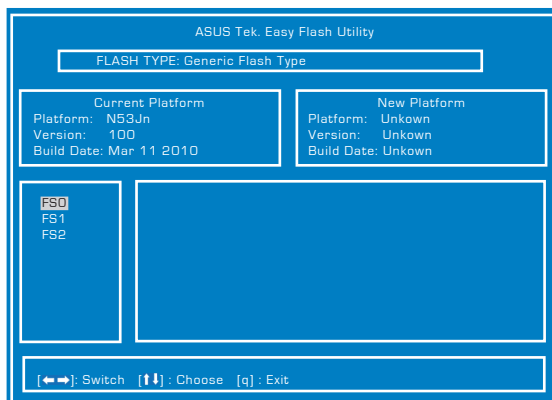 ASUS Tek. Easy Flash Utility
FLASH TYPE: Generic Flash Type
Current Platform
Platform: N53Jn
Version: 100
Build Date: Mar 11 2010
New Platform
Platform: Unkown
Version: Unkown
Build Date: Unkown
FS0
FS1
FS2
[⬅➡]: Switch [⬆⬇] : Choose [q] : Exit